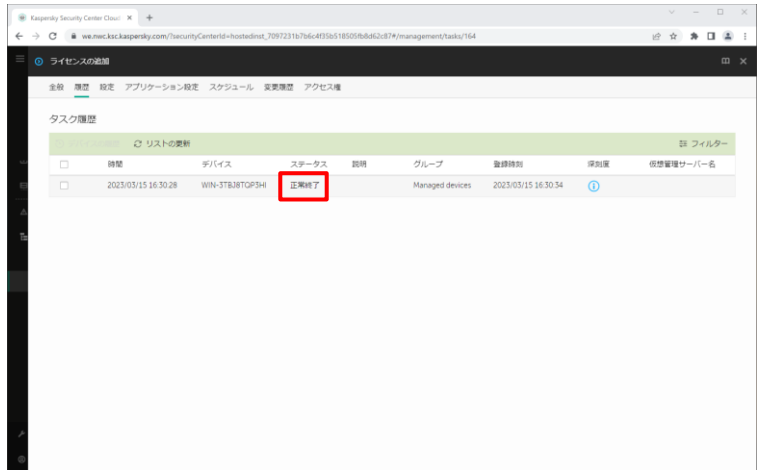 Kaspersky Security Center Cloud
we.nwc.ksc.kaspersky.com/?securityCenterId=hostedinst_7097231b7b6c4f35b518505fb8d62c87#/management/tasks/164
ライセンスの追加
全般 履歴 設定 アプリケーション設定 スケジュール 変更履歴 アクセス権
タスク履歴
リストの更新 フィルター
時間 デバイス ステータス 説明 グループ 登録時刻 深刻度 仮想管理サーバー名
2023/03/15 16:30:28 WIN-3TBJ8TQP5HI 正常終了 Managed devices 2023/03/15 16:30:34